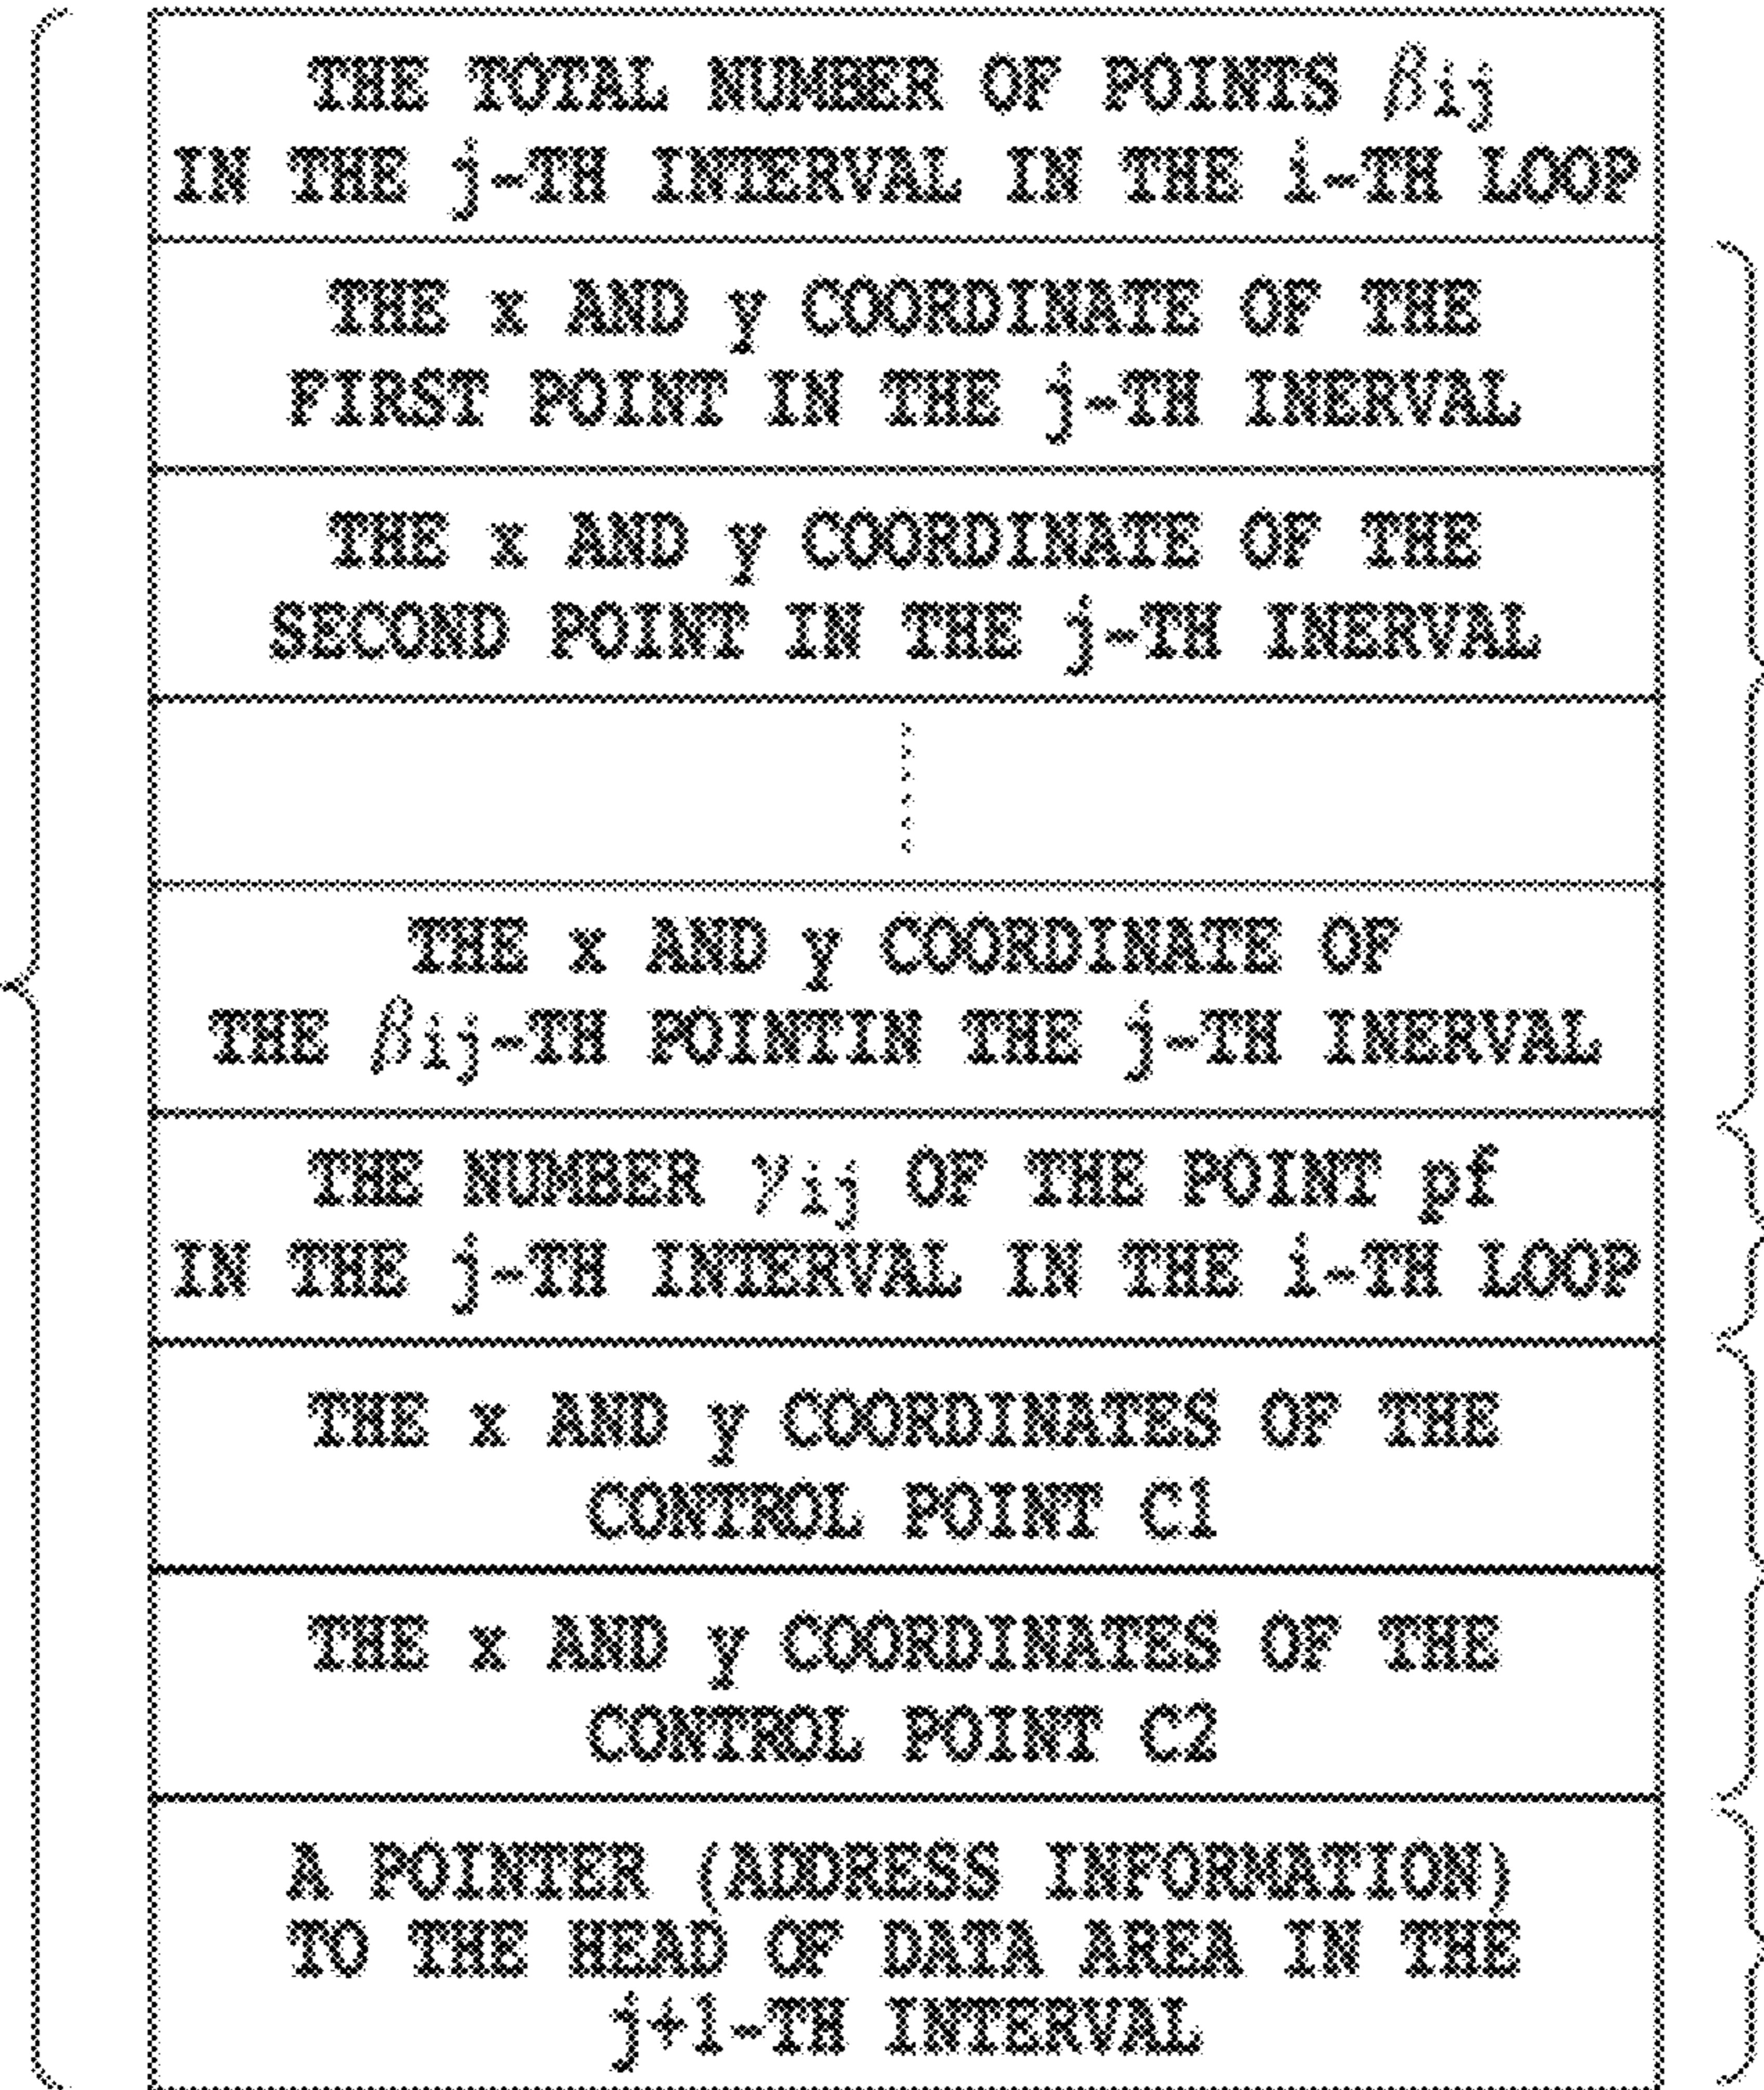 THE TOTAL NUMBER OF POINTS βij
IN THE j-TH INTERVAL IN THE i-TH LOOP
THE x AND y COORDINATE OF THE
FIRST POINT IN THE j-TH INERVAL
THE x AND y COORDINATE OF THE
SECOND POINT IN THE j-TH INERVAL
THE x AND y COORDINATE OF
THE βij-TH POINTIN THE j-TH INERVAL
THE NUMBER γij OF THE POINT pf
IN THE j-TH INTERVAL IN THE i-TH LOOP
THE x AND y COORDINATES OF THE
CONTROL POINT C1
THE x AND y COORDINATES OF THE
CONTROL POINT C2
A POINTER (ADDRESS INFORMATION)
TO THE HEAD OF DATA AREA IN THE
j+1-TH INTERVAL